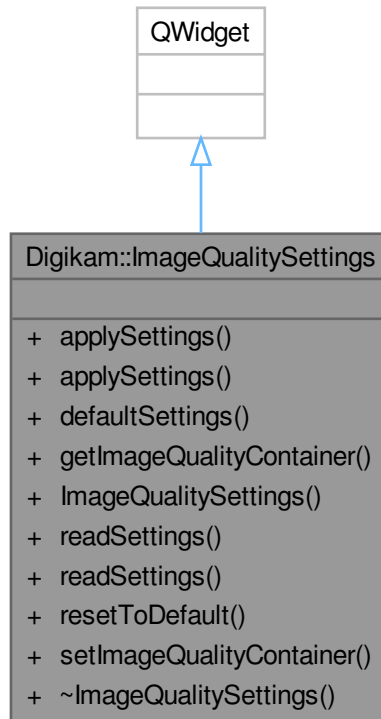 QWidget
Digikam::ImageQualitySettings
+ applySettings()
+ applySettings()
+ defaultSettings()
+ getImageQualityContainer()
+ ImageQualitySettings()
+ readSettings()
+ readSettings()
+ resetToDefault()
+ setImageQualityContainer()
+ ~ImageQualitySettings()